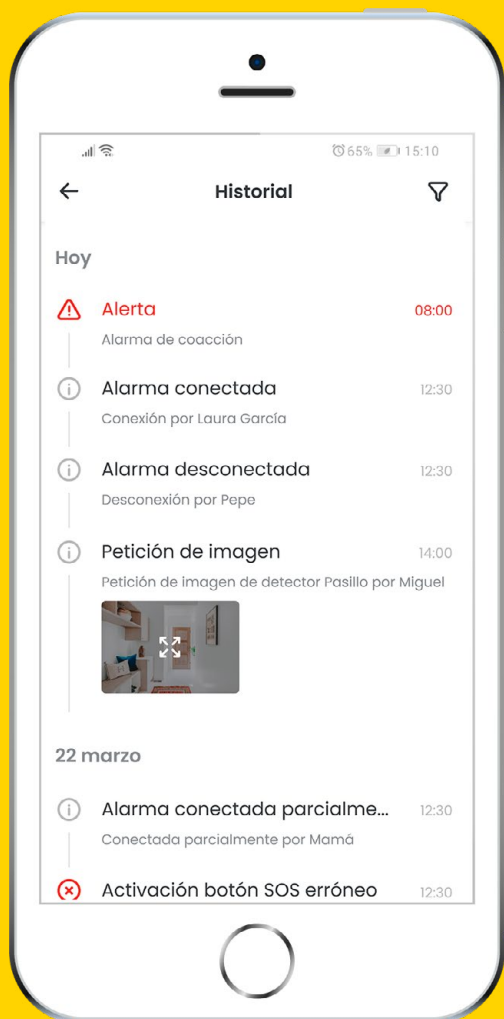 65% 15:10
Historial
Hoy
Alerta 08:00
Alarma de coacción
Alarma conectada 12:30
Conexión por Laura García
Alarma desconectada 12:30
Desconexión por Pepe
Petición de imagen 14:00
Petición de imagen de detector Pasillo por Miguel
22 marzo
Alarma conectada parcialme... 12:30
Conectada parcialmente por Mamá
Activación botón SOS erróneo 12:30